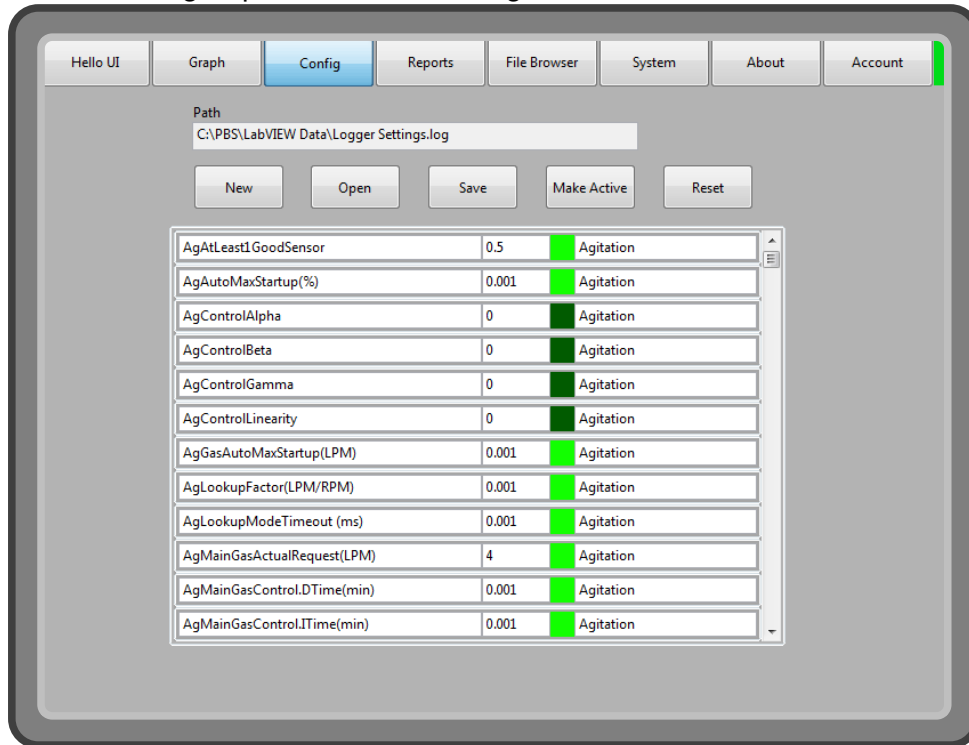 Hello UI Graph Config Reports File Browser System About Account
Path
C:\PBS\LabVIEW Data\Logger Settings.log
New Open Save Make Active Reset
AgAtLeast1GoodSensor 0.5 Agitation
AgAutoMaxStartup(%) 0.001 Agitation
AgControlAlpha 0 Agitation
AgControlBeta 0 Agitation
AgControlGamma 0 Agitation
AgControlLinearity 0 Agitation
AgGasAutoMaxStartup(LPM) 0.001 Agitation
AgLookupFactor(LPM/RPM) 0.001 Agitation
AgLookupModeTimeout (ms) 0.001 Agitation
AgMainGasActualRequest(LPM) 4 Agitation
AgMainGasControl.DTime(min) 0.001 Agitation
AgMainGasControl.ITime(min) 0.001 Agitation